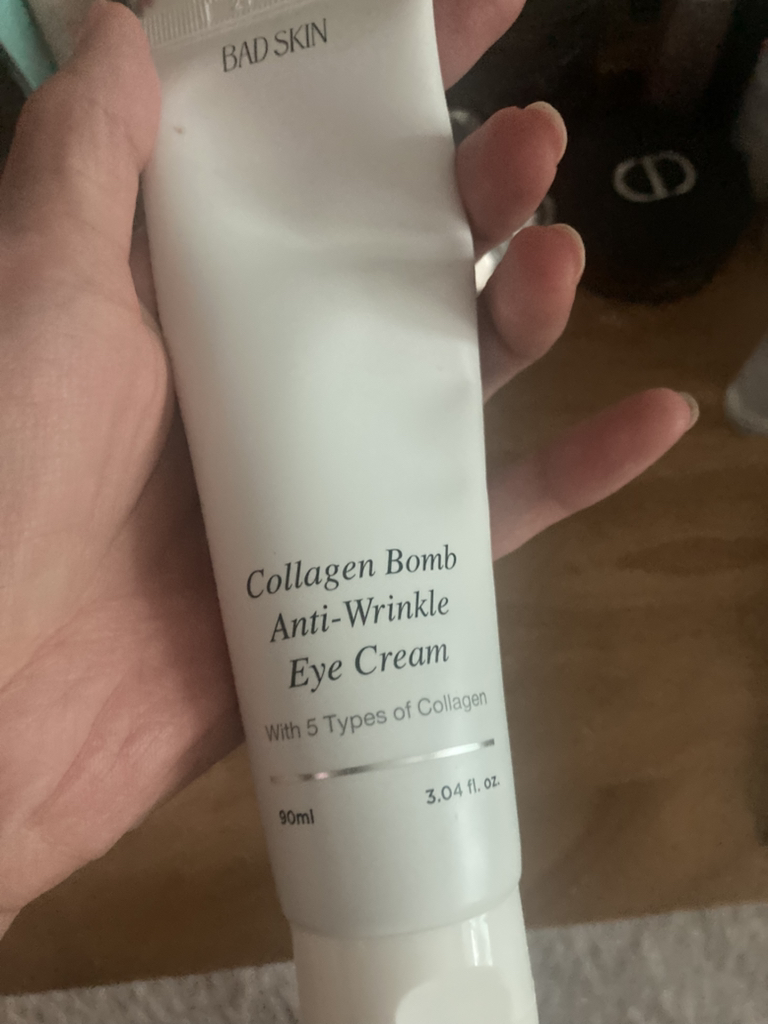 BAD SKIN
Collagen Bomb
Anti-Wrinkle
Eye Cream
With 5 Types of Collagen
90ml
3.04 fl. oz.